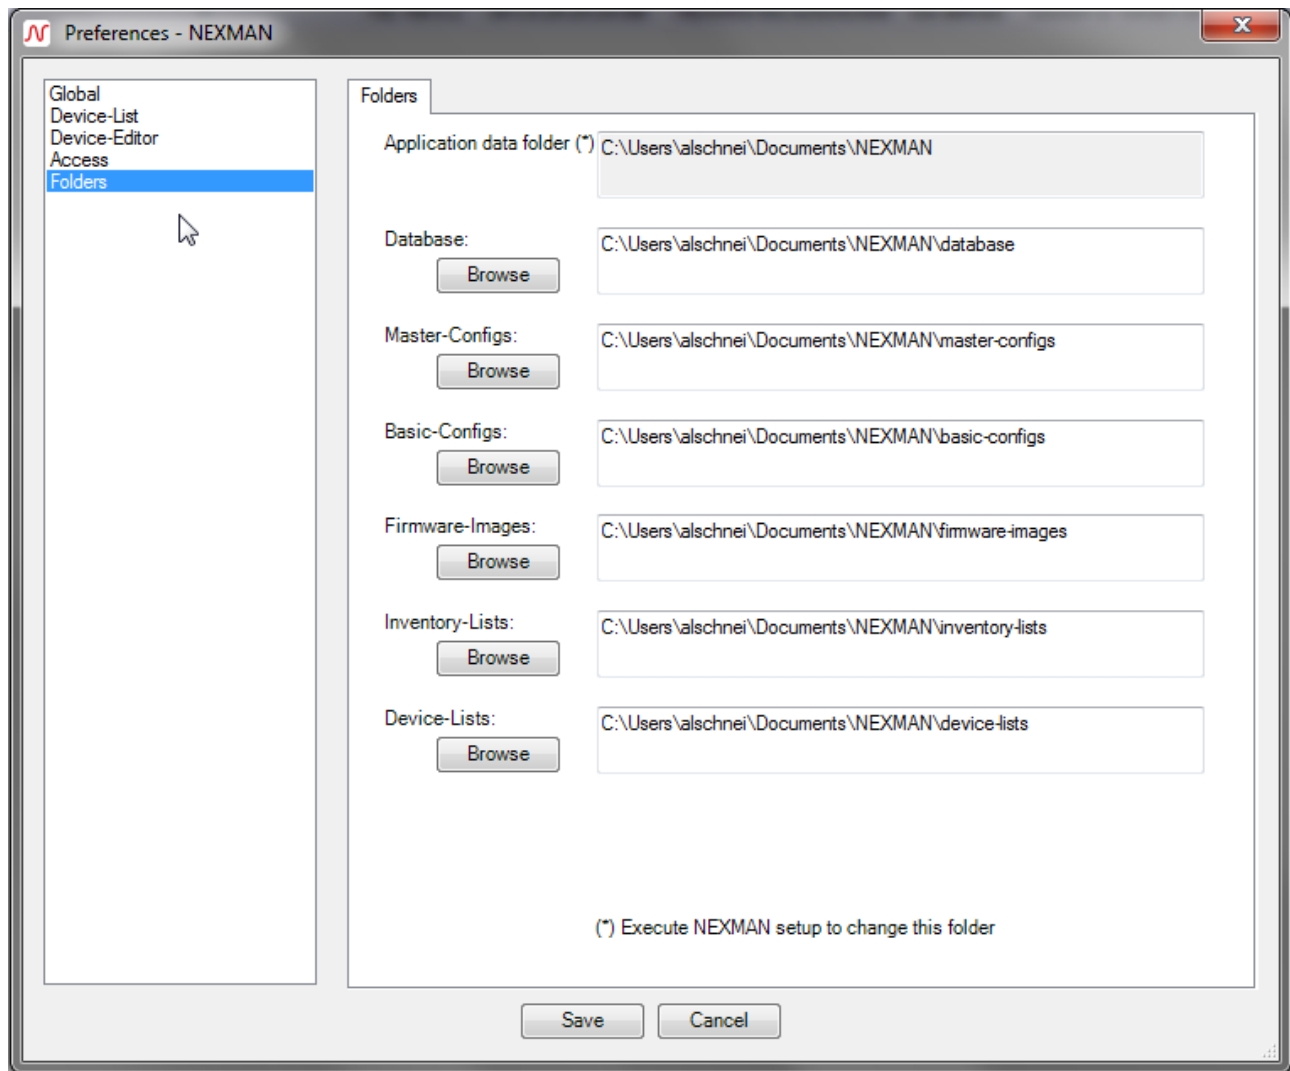 Preferences - NEXMAN
Global
Device-List
Device-Editor
Access
Folders
Folders
Application data folder (*)
C:\Users\alschnei\Documents\NEXMAN
Database:
C:\Users\alschnei\Documents\NEXMAN\database
Browse
Master-Configs:
C:\Users\alschnei\Documents\NEXMAN\master-configs
Browse
Basic-Configs:
C:\Users\alschnei\Documents\NEXMAN\basic-configs
Browse
Firmware-Images:
C:\Users\alschnei\Documents\NEXMAN\firmware-images
Browse
Inventory-Lists:
C:\Users\alschnei\Documents\NEXMAN\inventory-lists
Browse
Device-Lists:
C:\Users\alschnei\Documents\NEXMAN\device-lists
Browse
(*) Execute NEXMAN setup to change this folder
Save
Cancel